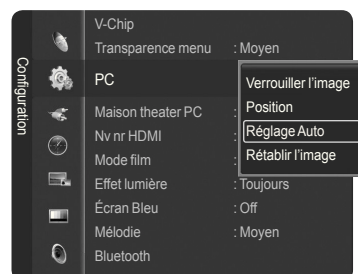 Configuration
V-Chip
Transparence menu : Moyen
PC
Verrouiller l'image
Position
Réglage Auto
Rétablir l'image
Maison theater PC :
Nv nr HDMI :
Mode film :
Effet lumière : Toujours
Écran Bleu : Off
Mélodie : Moyen
Bluetooth